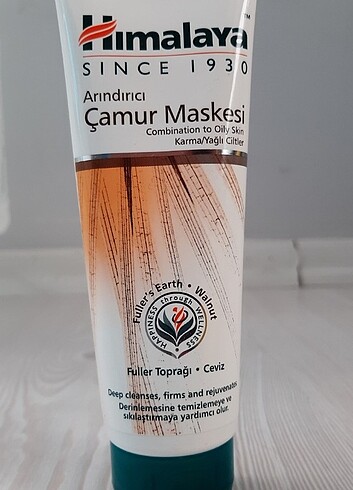 Himalaya™
SINCE 1930
Arındırıcı
Çamur Maskesi
Combination to Oily Skin
Karma/Yağlı Ciltler
Fuller's Earth • Walnut
• HAPPINESS through WELLNESS •
Fuller Toprağı • Ceviz
Deep cleanses, firms and rejuvenates
Derinlemesine temizlemeye ve
sıkılaştırmaya yardımcı olur.